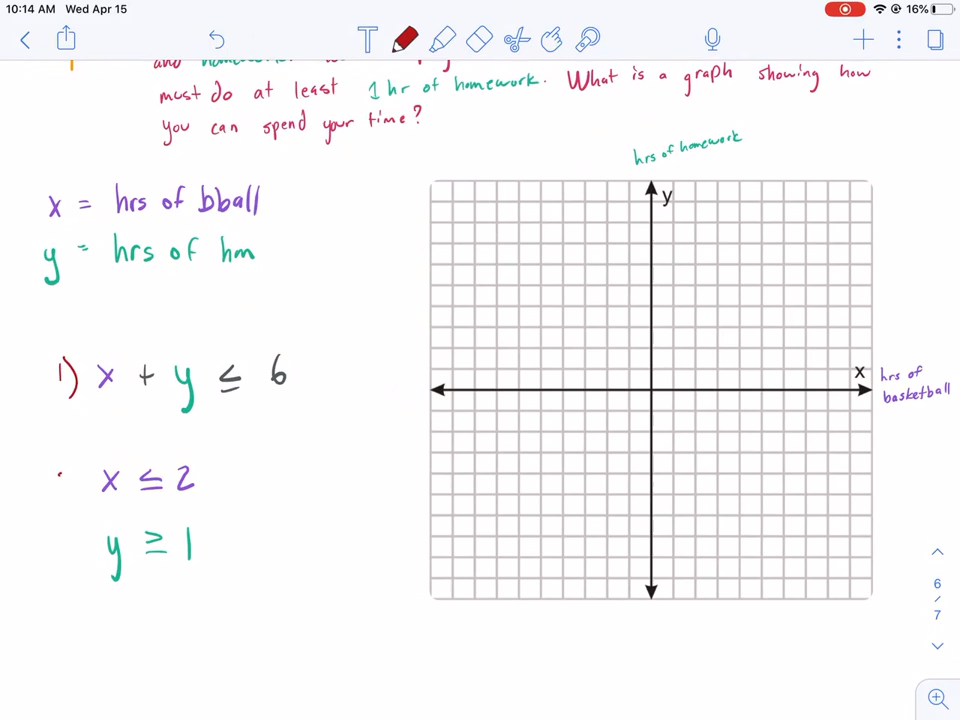 10:14 AM Wed Apr 15
16%
T
and
must do at least 1 hr of homework. What is a graph showing how
you can spend your time?
hrs of homework
x = hrs of bball
y = hrs of hm
y
1) x + y ≤ 6
x
hrs of
basketball
x ≤ 2
y ≥ 1
6
/
7